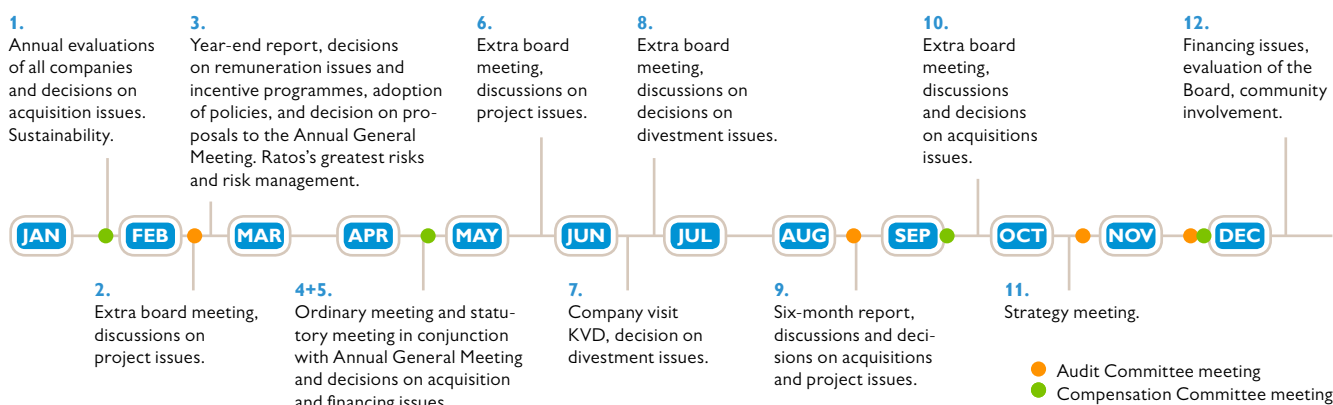 1.
Annual evaluations
of all companies
and decisions on
acquisition issues.
Sustainability.
3.
Year-end report, decisions
on remuneration issues and
incentive programmes, adoption
of policies, and decision on pro-
posals to the Annual General
Meeting. Ratos's greatest risks
and risk management.
6.
Extra board
meeting,
discussions on
project issues.
8.
Extra board
meeting,
discussions on
decisions on
divestment issues.
10.
Extra board
meeting,
discussions
and decisions
on acquisitions
issues.
12.
Financing issues,
evaluation of the
Board, community
involvement.
JAN FEB MAR APR MAY JUN JUL AUG SEP OCT NOV DEC
2.
Extra board meeting,
discussions on
project issues.
4+5.
Ordinary meeting and statu-
tory meeting in conjunction
with Annual General Meeting
and decisions on acquisition
and financing issues
7.
Company visit
KVD, decision on
divestment issues.
9.
Six-month report,
discussions and deci-
sions on acquisitions
and project issues.
11.
Strategy meeting.
Audit Committee meeting
Compensation Committee meeting